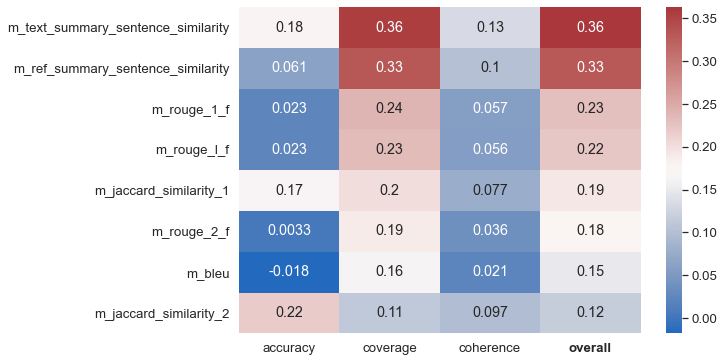 m_text_summary_sentence_similarity 0.18 0.36 0.13 0.36
m_ref_summary_sentence_similarity 0.061 0.33 0.1 0.33
m_rouge_1_f 0.023 0.24 0.057 0.23
m_rouge_l_f 0.023 0.23 0.056 0.22
m_jaccard_similarity_1 0.17 0.2 0.077 0.19
m_rouge_2_f 0.0033 0.19 0.036 0.18
m_bleu -0.018 0.16 0.021 0.15
m_jaccard_similarity_2 0.22 0.11 0.097 0.12
accuracy coverage coherence overall
0.35
0.30
0.25
0.20
0.15
0.10
0.05
0.00